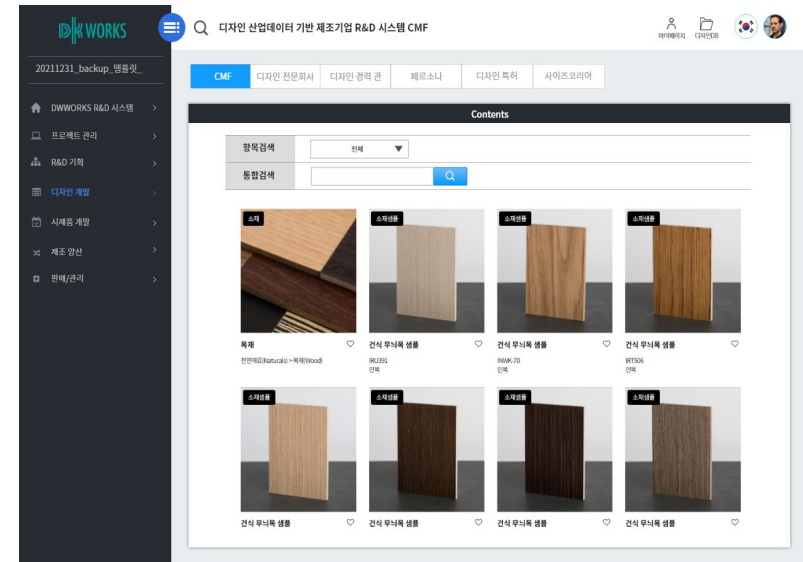 DK WORKS
디자인 산업데이터 기반 제조기업 R&D 시스템 CMF
마이페이지
디자인DB
20211231_backup_템플릿_
DWWORKS R&D 시스템
프로젝트 관리
R&D 기획
디자인 개발
시제품 개발
제조 양산
판매/관리
CMF
디자인 전문회사
디자인 경력 관
페르소나
디자인 특허
사이즈코리아
Contents
항목검색
전체
통합검색
소재
소재샘플
소재샘플
소재샘플
목재
건식 무늬목 샘플
건식 무늬목 샘플
건식 무늬목 샘플
천연재료(Naturals) > 목재(Wood)
IRU391
INWK-70
IRT506
인목
인목
인목
소재샘플
소재샘플
소재샘플
소재샘플
건식 무늬목 샘플
건식 무늬목 샘플
건식 무늬목 샘플
건식 무늬목 샘플